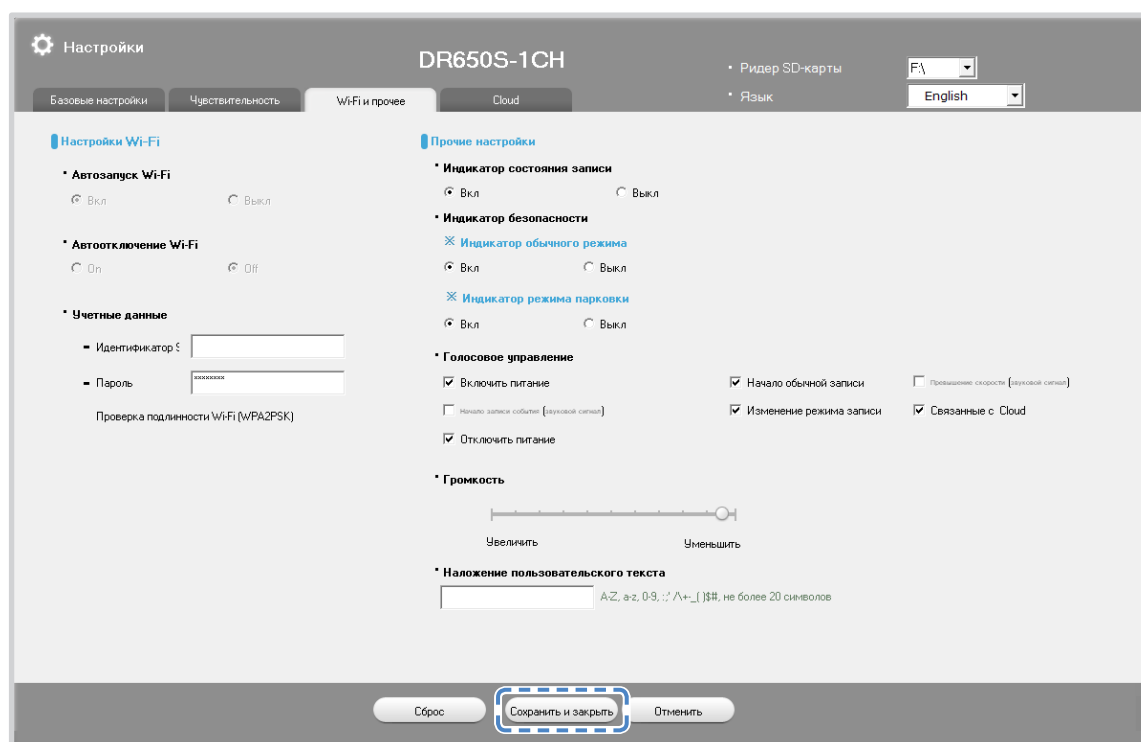 Настройки
DR650S-1CH
• Ридер SD-карты
F:\
• Язык
English
Базовые настройки
Чувствительность
Wi-Fi и прочее
Cloud
Настройки Wi-Fi
• Автозапуск Wi-Fi
Вкл
Выкл
• Автоотключение Wi-Fi
On
Off
• Учетные данные
- Идентификатор S
- Пароль
xxxxxxxx
Проверка подлинности Wi-Fi (WPA2PSK)
Прочие настройки
• Индикатор состояния записи
Вкл
Выкл
• Индикатор безопасности
※ Индикатор обычного режима
Вкл
Выкл
※ Индикатор режима парковки
Вкл
Выкл
• Голосовое управление
Включить питание
Начало обычной записи
Превышение скорости (звуковой сигнал)
Начало записи события (звуковой сигнал)
Изменение режима записи
Связанные с Cloud
Отключить питание
• Громкость
Увеличить
Уменьшить
• Наложение пользовательского текста
A-Z, a-z, 0-9, :;' /\+-_( )$#, не более 20 символов
Сброс
Сохранить и закрыть
Отменить